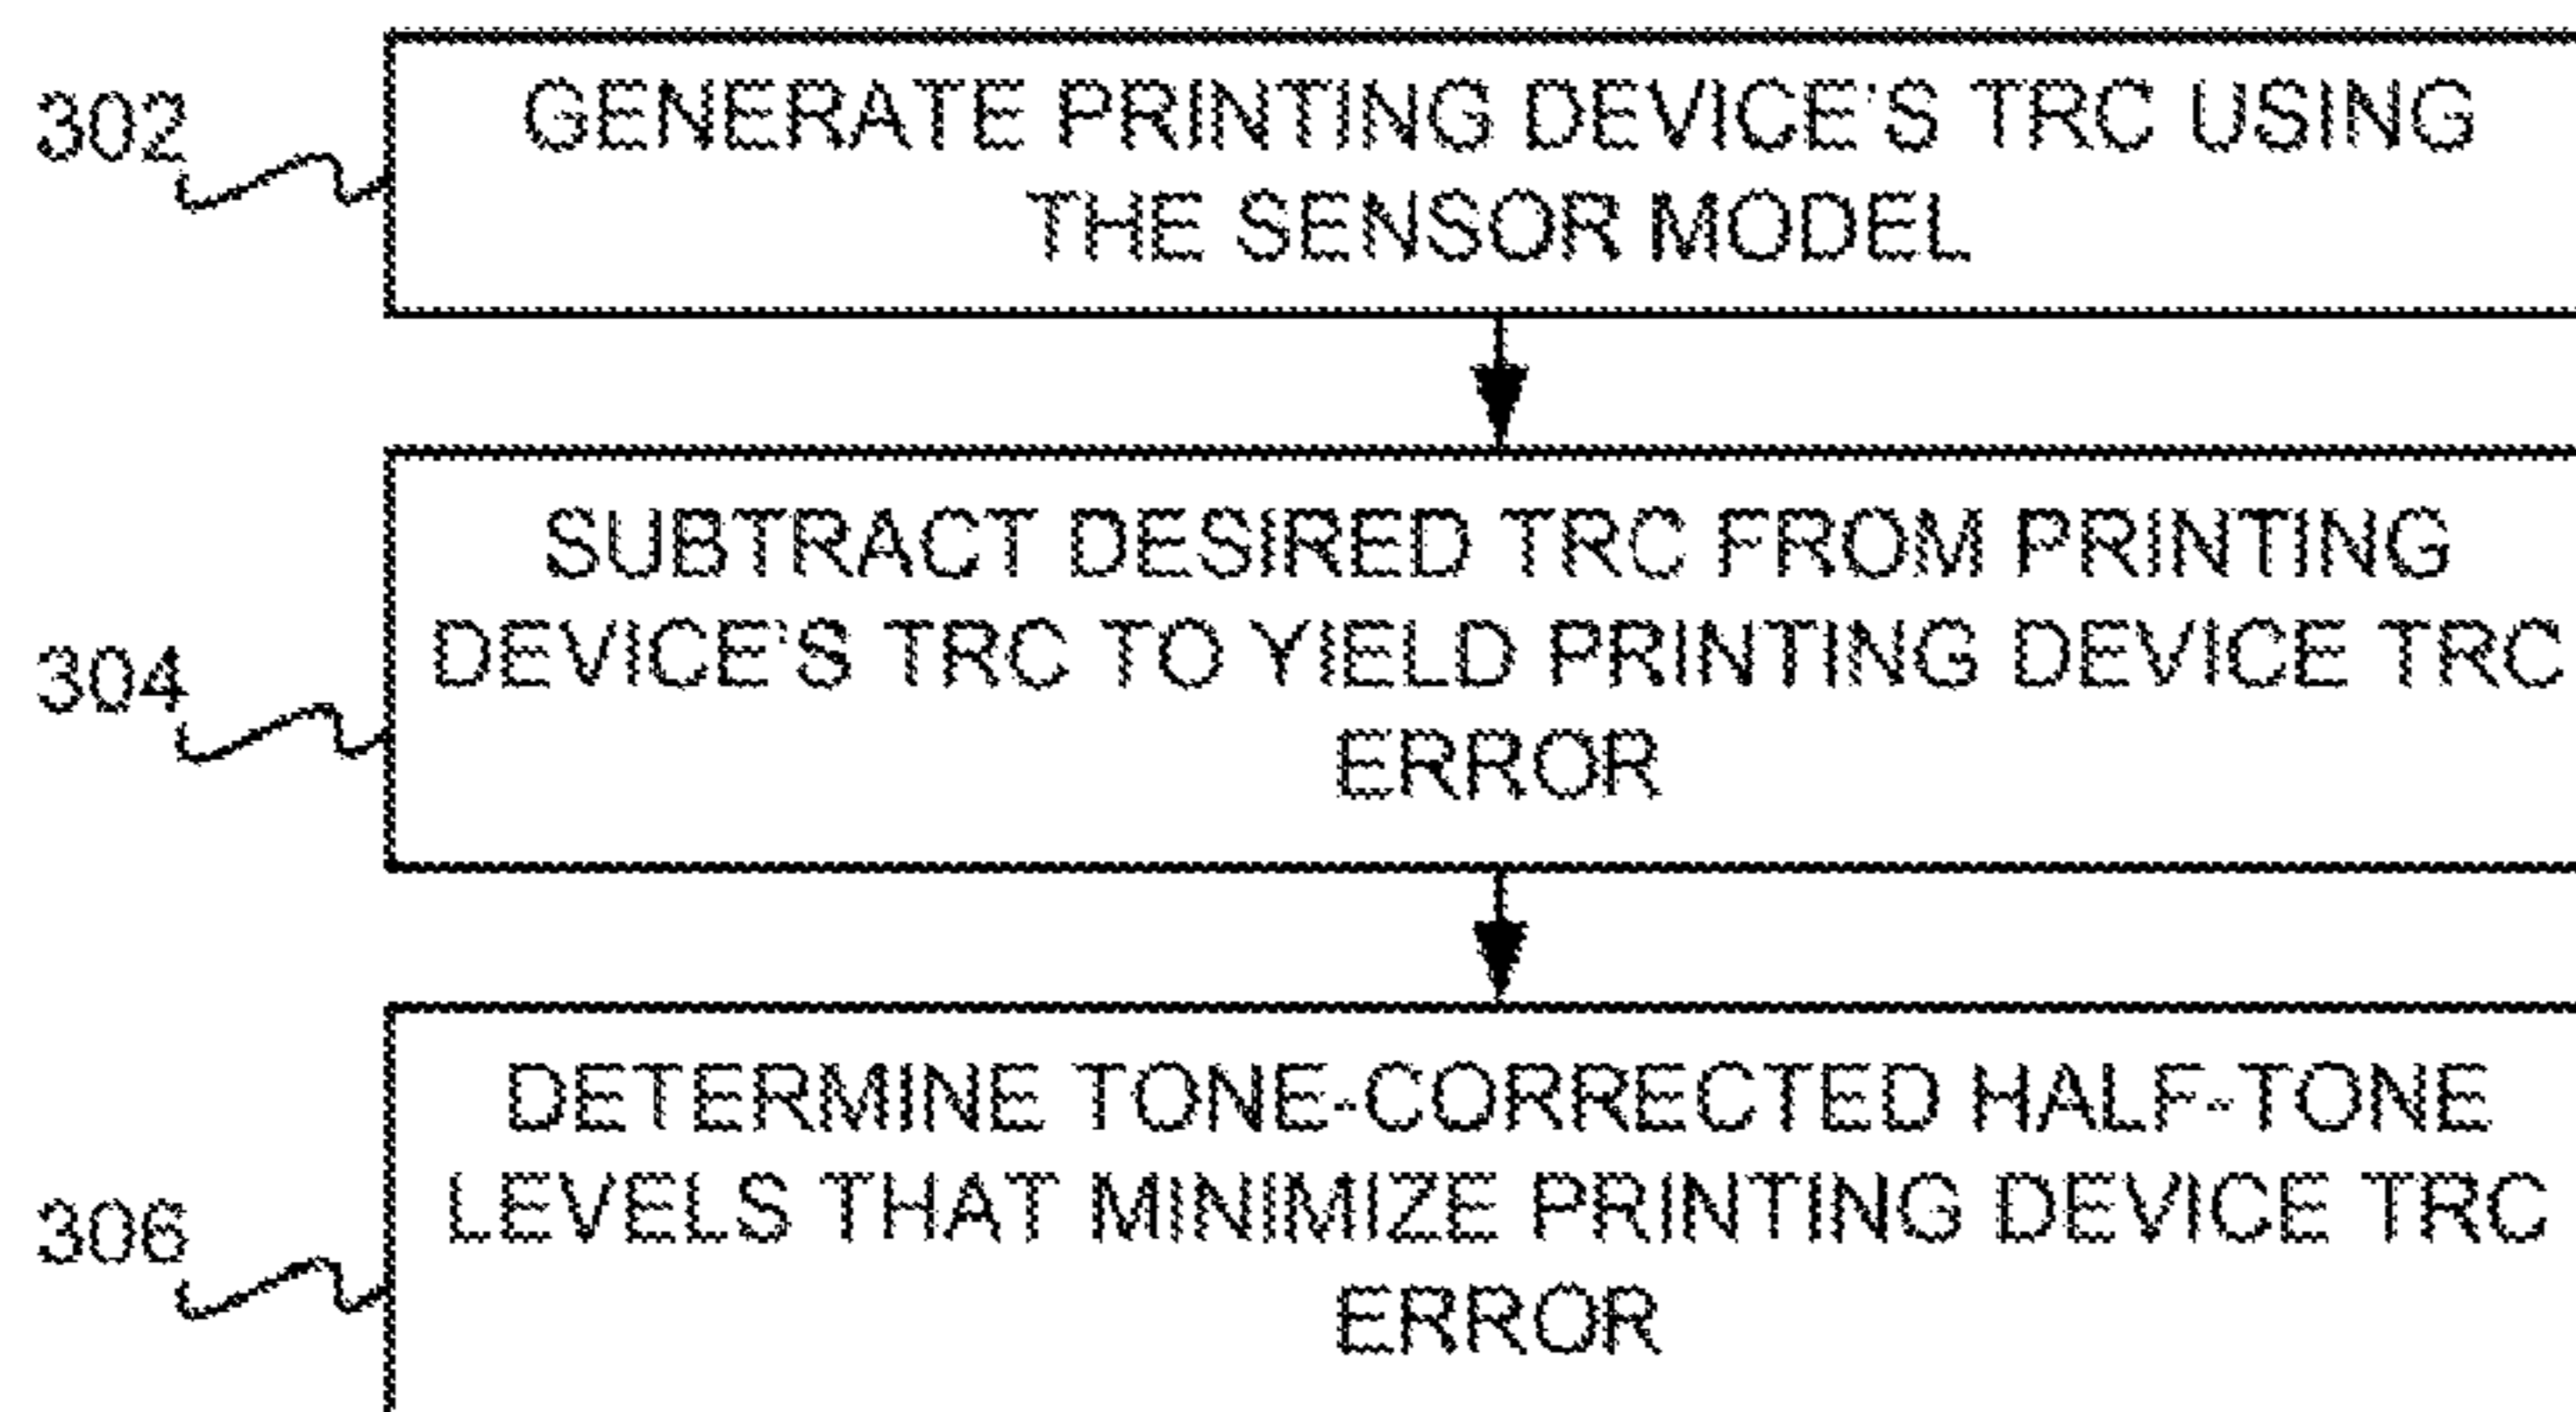 302
GENERATE PRINTING DEVICE'S TRC USING
THE SENSOR MODEL
304
SUBTRACT DESIRED TRC FROM PRINTING
DEVICE'S TRC TO YIELD PRINTING DEVICE TRC
ERROR
306
DETERMINE TONE-CORRECTED HALF-TONE
LEVELS THAT MINIMIZE PRINTING DEVICE TRC
ERROR